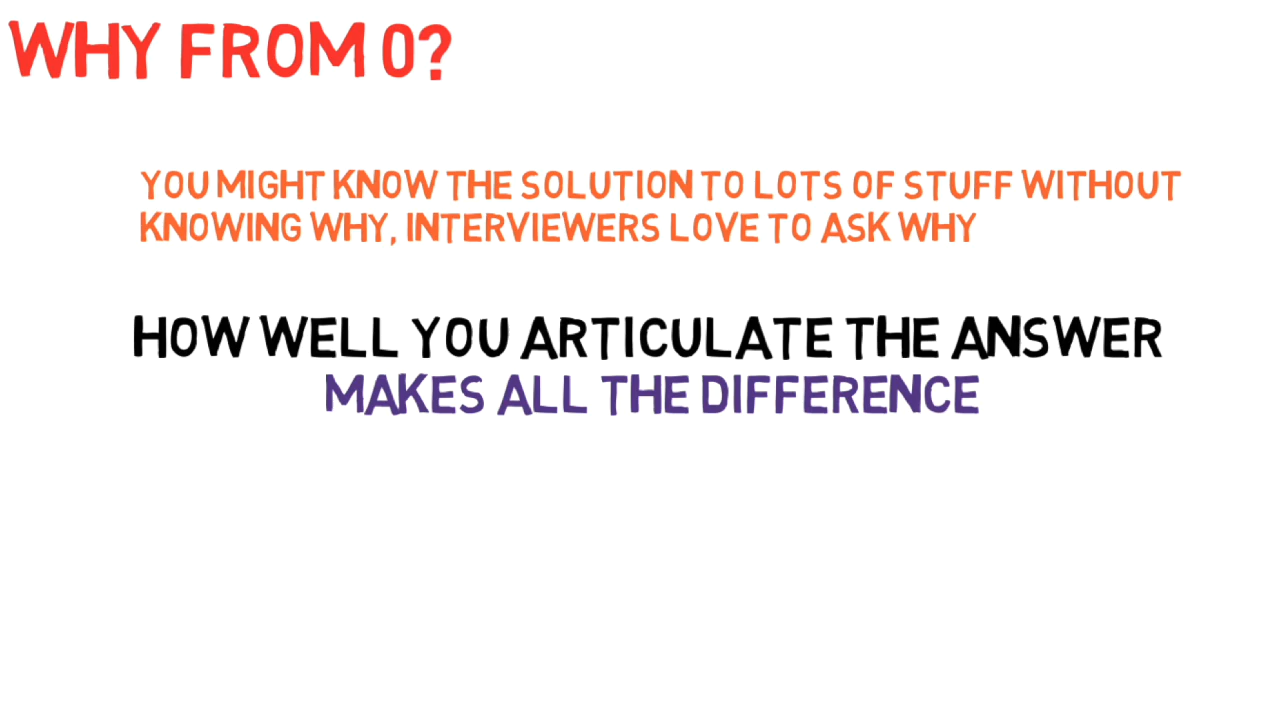 WHY FROM 0?
YOU MIGHT KNOW THE SOLUTION TO LOTS OF STUFF WITHOUT
KNOWING WHY, INTERVIEWERS LOVE TO ASK WHY
HOW WELL YOU ARTICULATE THE ANSWER
MAKES ALL THE DIFFERENCE